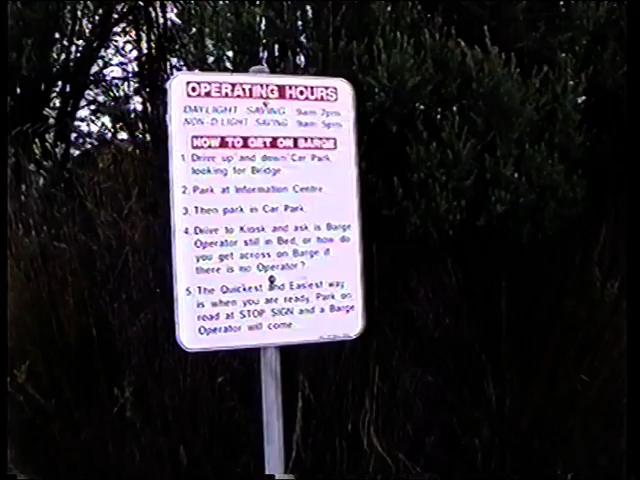 OPERATING HOURS
DAYLIGHT SAVING 9am 7pm
NON-D LIGHT SAVING 9am 5pm
HOW TO GET ON BARGE
1. Drive up and down Car Park
looking for Bridge
2. Park at Information Centre.
3. Then park in Car Park.
4. Drive to Kiosk and ask is Barge
Operator still in Bed, or how do
you get across on Barge if
there is no Operator?
5. The Quickest and Easiest way
is when you are ready, Park on
road at STOP SIGN and a Barge
Operator will come.